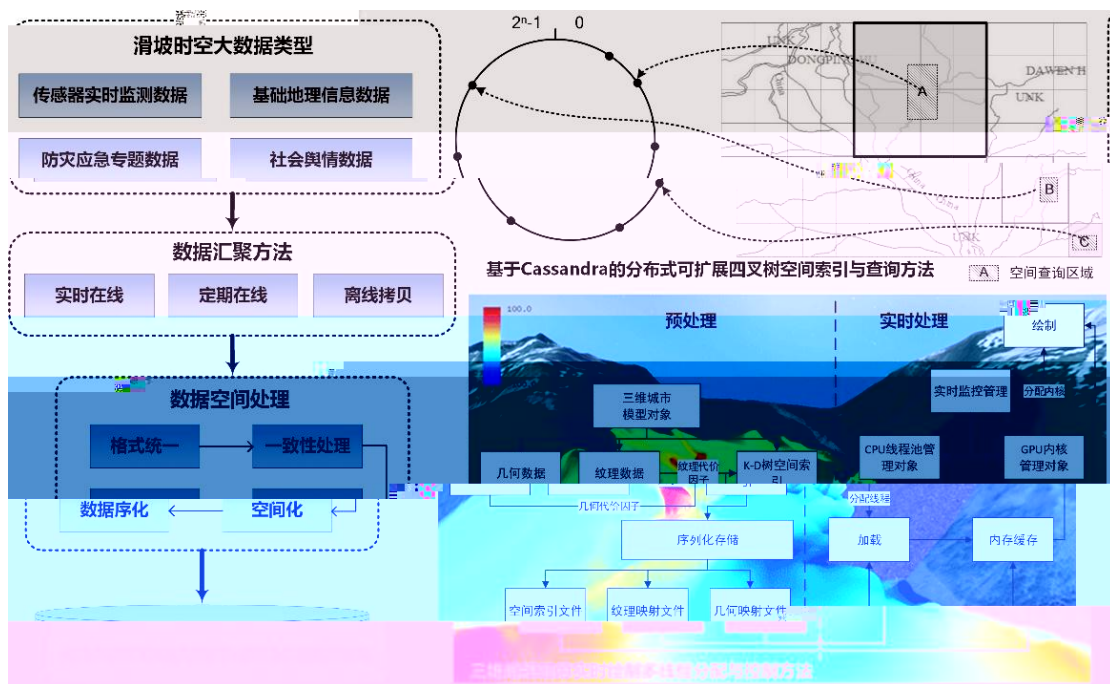 滑坡时空大数据类型
传感器实时监测数据
基础地理信息数据
防灾应急专题数据
社会舆情数据
数据汇聚方法
实时在线
定期在线
离线拷贝
数据空间处理
格式统一
一致性处理
数据序化
空间化
2ⁿ-1 0
UNK
DONGPING HU
China
DAWEN H
UNK
A
B
UNK
C
基于Cassandra的分布式可扩展四叉树空间索引与查询方法
A 空间查询区域
100.0
预处理
实时处理
绘制
三维城市
模型对象
实时监控管理
分配内核
几何数据
纹理数据
纹理代价
因子
K-D树空间索
引
CPU线程池管
理对象
GPU内核
管理对象
几何代价因子
分配线程
序列化存储
加载
内存缓存
空间索引文件
纹理映射文件
几何映射文件